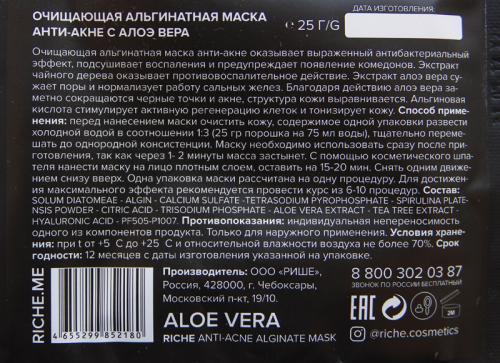 ОЧИЩАЮЩАЯ АЛЬГИНАТНАЯ МАСКА
АНТИ-АКНЕ С АЛОЭ ВЕРА
℮ 25 Г/G
ДАТА ИЗГОТОВЛЕНИЯ:
Очищающая альгинатная маска анти-акне оказывает выраженный антибактериальный
эффект, подсушивает воспаления и предупреждает появление комедонов. Экстракт
чайного дерева оказывает противовоспалительное действие. Экстракт алоэ вера су-
жает поры и нормализует работу сальных желез. Благодаря действию алоэ вера за-
метно сокращаются черные точки и акне, структура кожи выравнивается. Альгиновая
кислота стимулирует активную регенерацию клеток и тонизирует кожу. Способ приме-
нения: перед нанесением маски очистить кожу, содержимое одной упаковки развести
холодной водой в соотношении 1:3 (25 гр порошка на 75 мл воды), тщательно переме-
шать до однородной консистенции. Маску необходимо использовать сразу после при-
готовления, так как через 1- 2 минуты масса застынет. С помощью косметического шпа-
теля нанести маску на лицо плотным слоем, оставить на 15-20 мин. Снять одним движе-
нием снизу вверх. Одна упаковка маски рассчитана на одну процедуру. Для достиже-
ния максимального эффекта рекомендуется провести курс из 6-10 процедур. Состав:
SOLUM DIATOMEAE - ALGIN - CALCIUM SULFATE -TETRASODIUM PYROPHOSPHATE - SPIRULINA PLATE-
NSIS POWDER - CITRIC ACID - TRISODIUM PHOSPHATE - ALOE VERA EXTRACT - TEA TREE EXTRACT -
HYALURONIC ACID - PF505-P1007. Противопоказания: индивидуальная непереносимость
одного из компонентов продукта. Только для наружного применения. Условия хране-
ния: при t от +5 С до +25 С и относительной влажности воздуха не более 70%. Срок
годности: 12 месяцев с даты изготовления указанной на упаковке.
RICHE.ME
4 655299 852180
Производитель: ООО «РИШЕ»,
Россия, 428000, г. Чебоксары,
Московский п-кт, 19/10.
ALOE VERA
RICHE ANTI-ACNE ALGINATE MASK
8 800 302 03 87
ЗВОНОК ПО РОССИИ БЕСПЛАТНЫЙ
EAC
2M
@riche.cosmetics